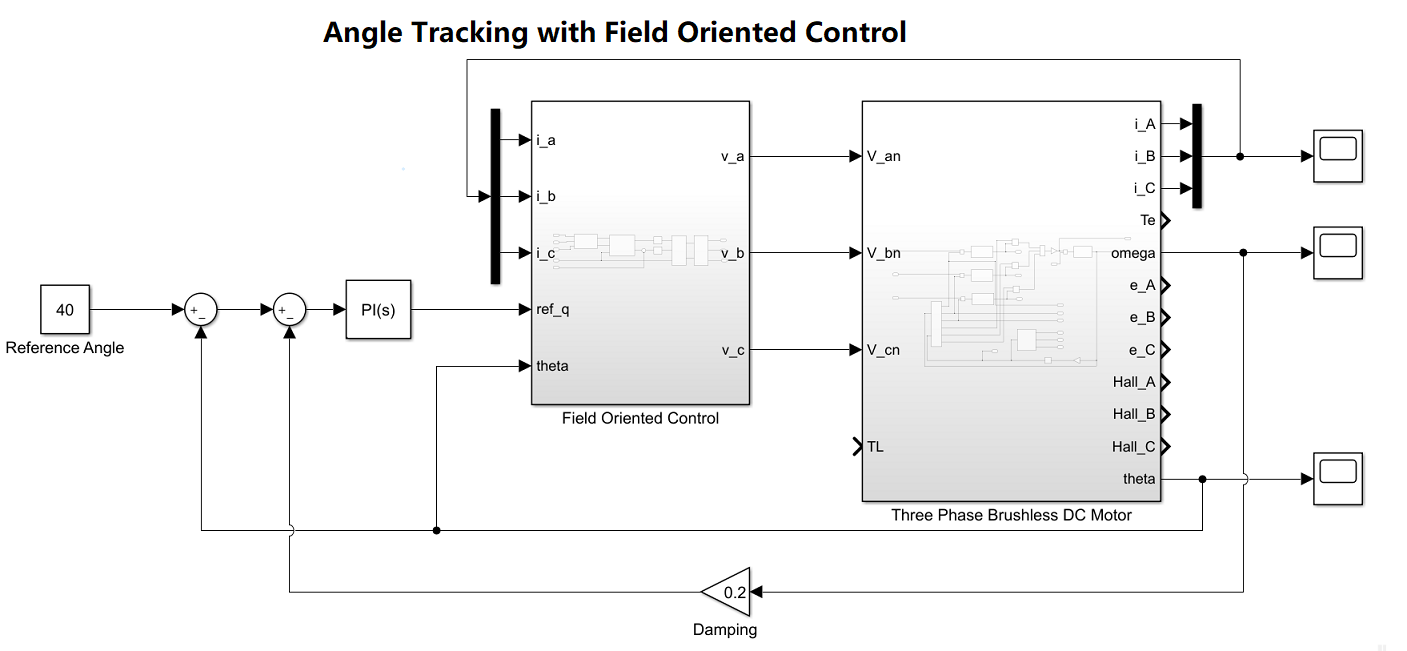 Angle Tracking with Field Oriented Control
40
Reference Angle
+
_
+
_
PI(s)
i_a
i_b
i_c
ref_q
theta
v_a
v_b
v_c
Field Oriented Control
V_an
V_bn
V_cn
TL
i_A
i_B
i_C
Te
omega
e_A
e_B
e_C
Hall_A
Hall_B
Hall_C
theta
Three Phase Brushless DC Motor
0.2
Damping